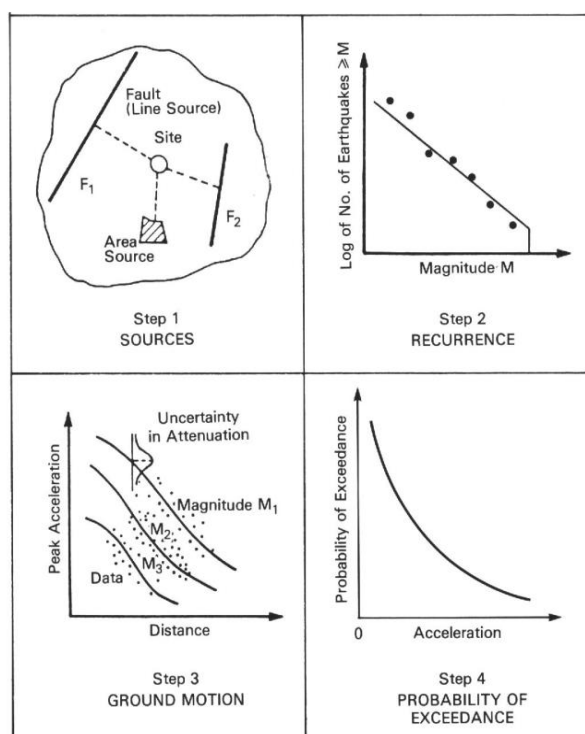 Fault
(Line Source)
Site
F1
F2
Area
Source
Step 1
SOURCES
Log of No. of Earthquakes ⩾ M
Magnitude M
Step 2
RECURRENCE
Uncertainty
in Attenuation
Peak Acceleration
Magnitude M1
M2
M3
Data
Distance
Step 3
GROUND MOTION
Probability of Exceedance
0
Acceleration
Step 4
PROBABILITY OF
EXCEEDANCE